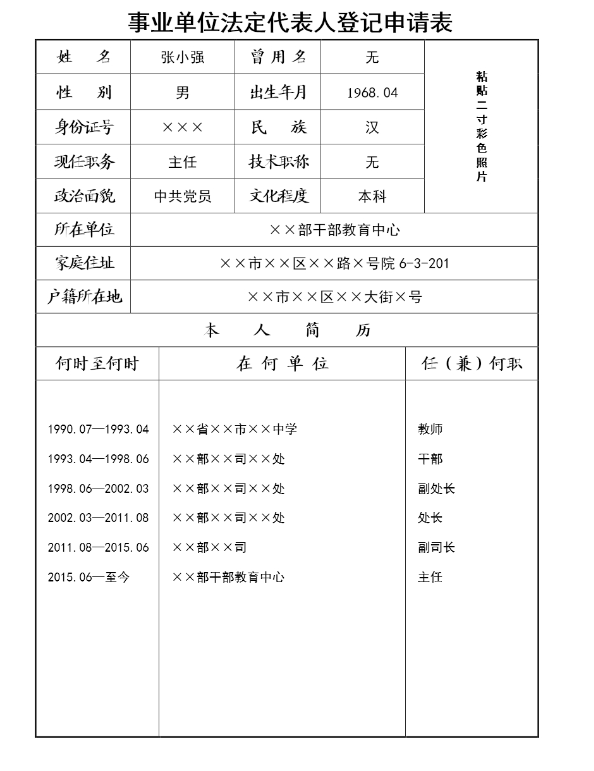 事业单位法定代表人登记申请表
姓 名 张小强 曾用名 无
性 别 男 出生年月 1968.04
身份证号 ××× 民 族 汉
现任职务 主任 技术职称 无
政治面貌 中共党员 文化程度 本科
粘贴二寸彩色照片
所在单位 ××部干部教育中心
家庭住址 ××市××区××路×号院6-3-201
户籍所在地 ××市××区××大街×号
本 人 简 历
何时至何时 在何单位 任(兼)何职
1990.07—1993.04 ××省××市××中学 教师
1993.04—1998.06 ××部××司××处 干部
1998.06—2002.03 ××部××司××处 副处长
2002.03—2011.08 ××部××司××处 处长
2011.08—2015.06 ××部××司 副司长
2015.06—至今 ××部干部教育中心 主任